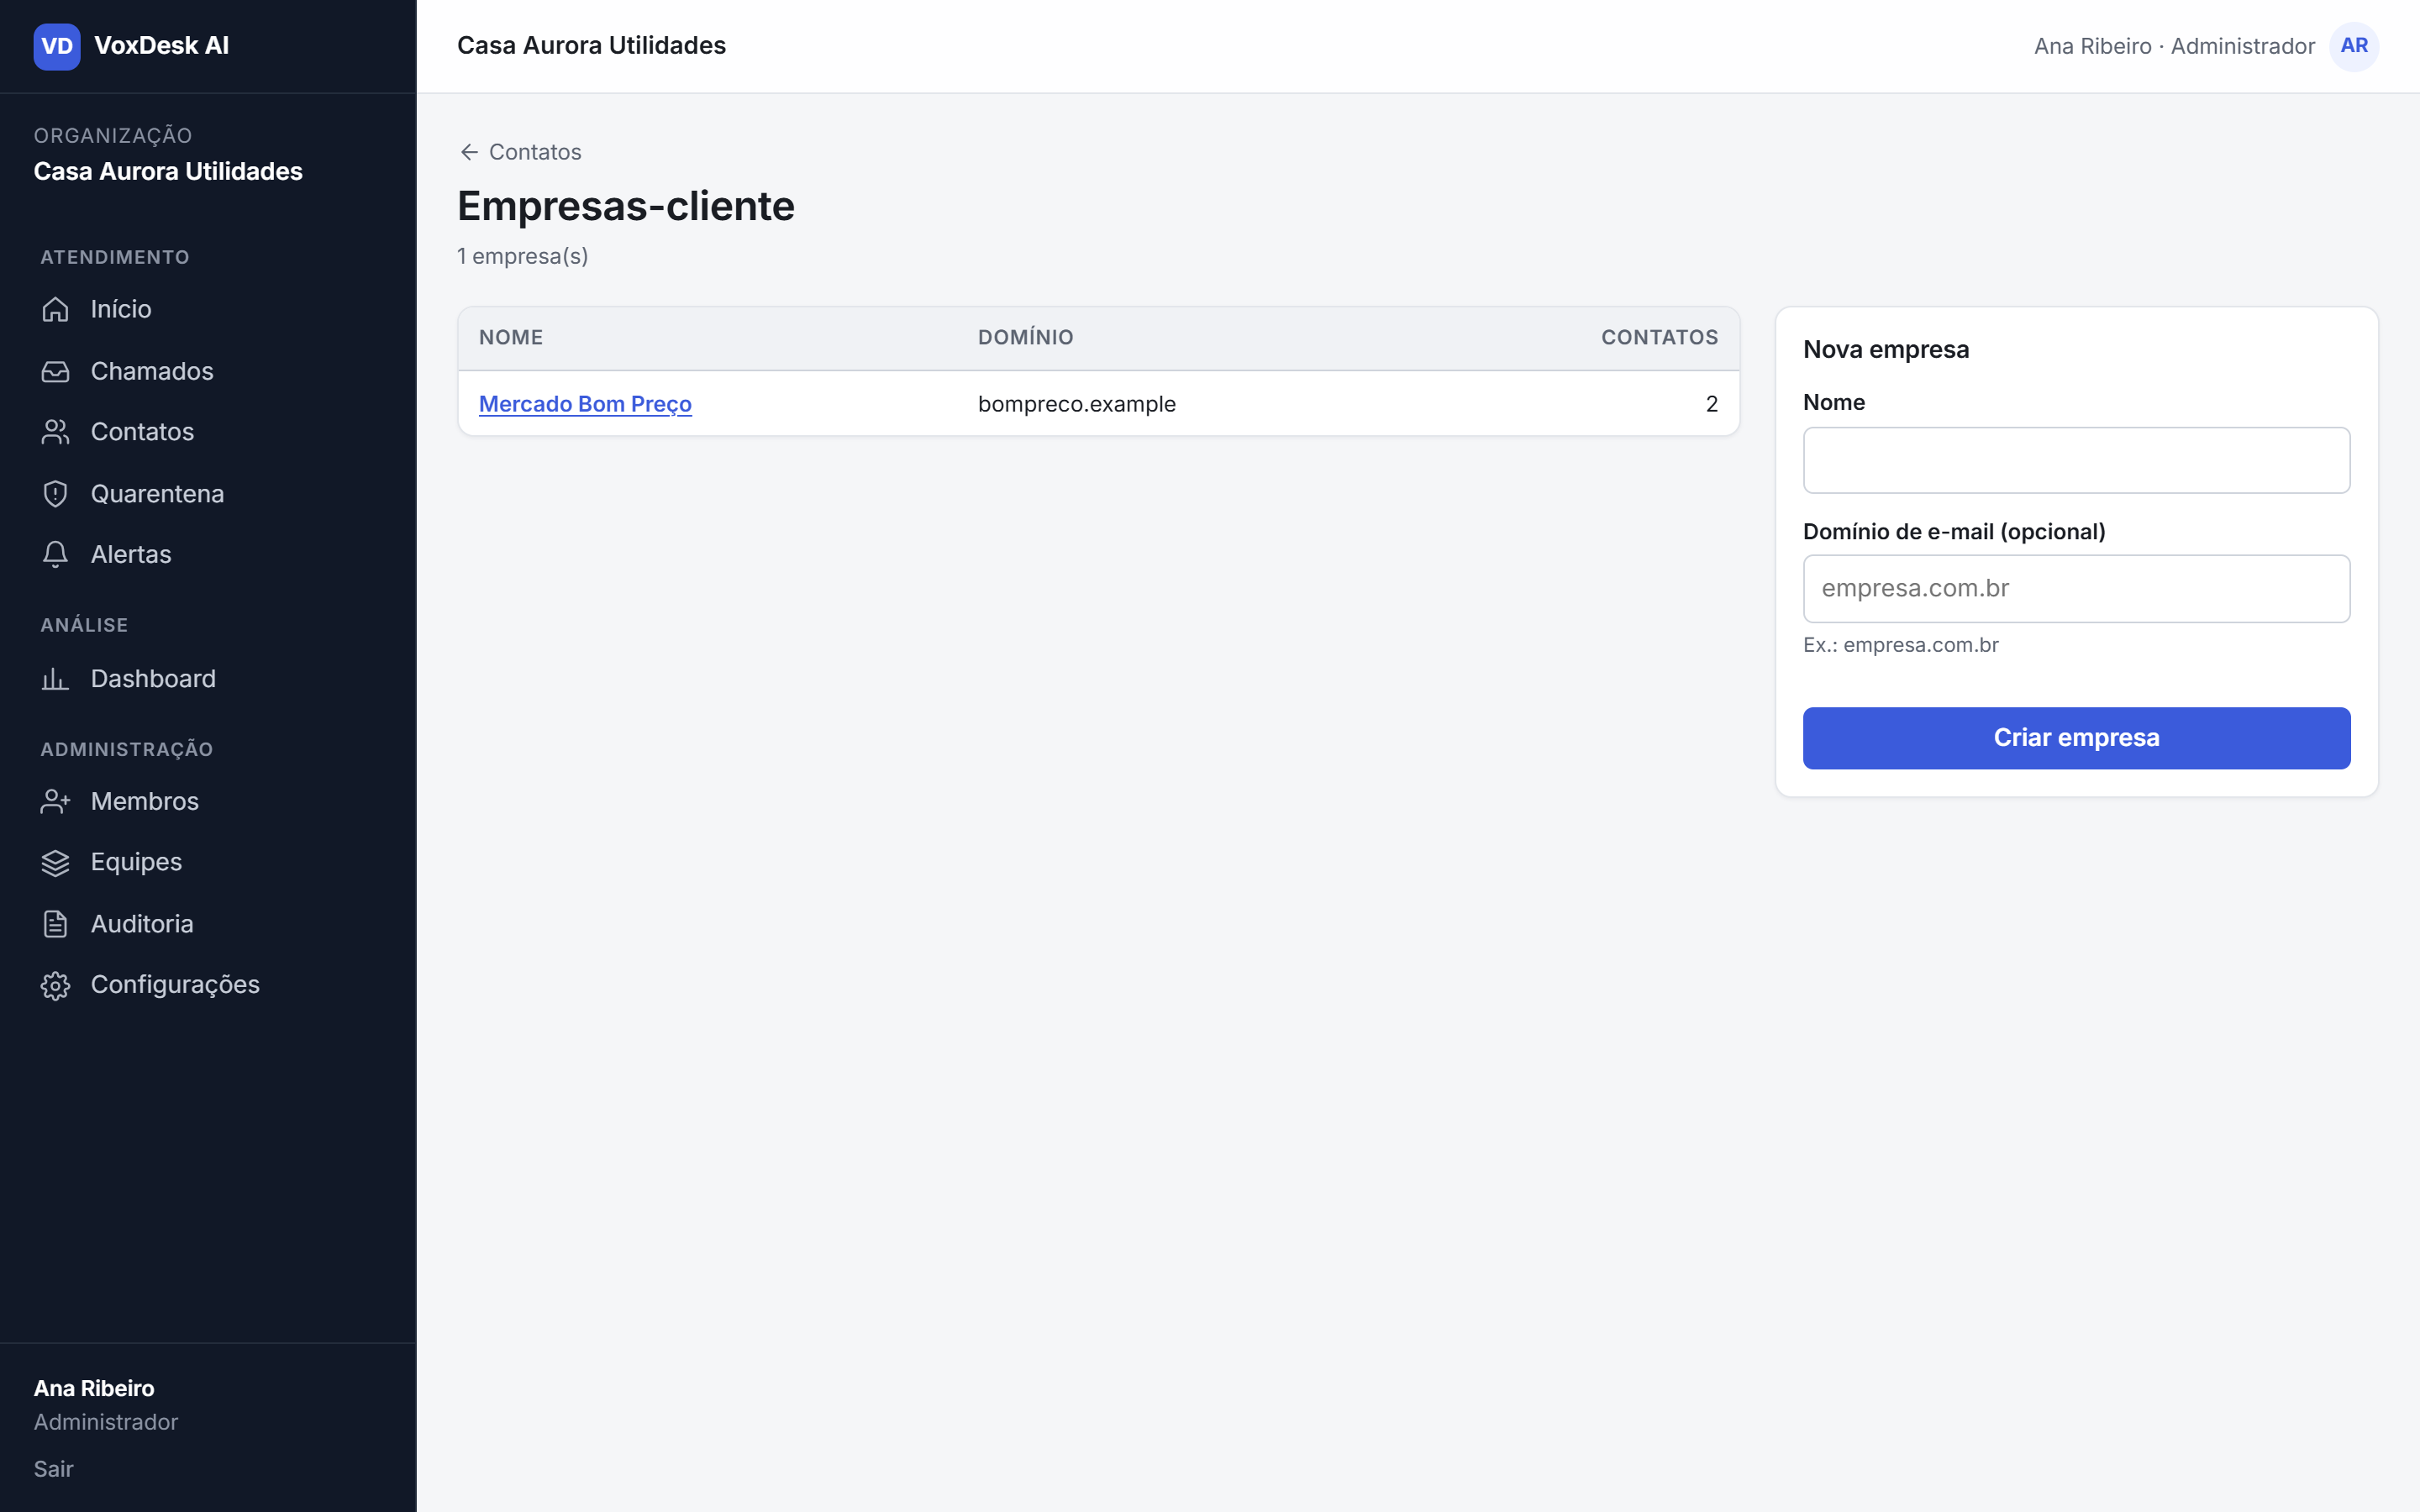 VD VoxDesk AI
ORGANIZAÇÃO
Casa Aurora Utilidades
ATENDIMENTO
Início
Chamados
Contatos
Quarentena
Alertas
ANÁLISE
Dashboard
ADMINISTRAÇÃO
Membros
Equipes
Auditoria
Configurações
Ana Ribeiro
Administrador
Sair
Casa Aurora Utilidades
Ana Ribeiro · Administrador AR
← Contatos
Empresas-cliente
1 empresa(s)
NOME DOMÍNIO CONTATOS
Mercado Bom Preço bompreco.example 2
Nova empresa
Nome
Domínio de e-mail (opcional)
empresa.com.br
Ex.: empresa.com.br
Criar empresa